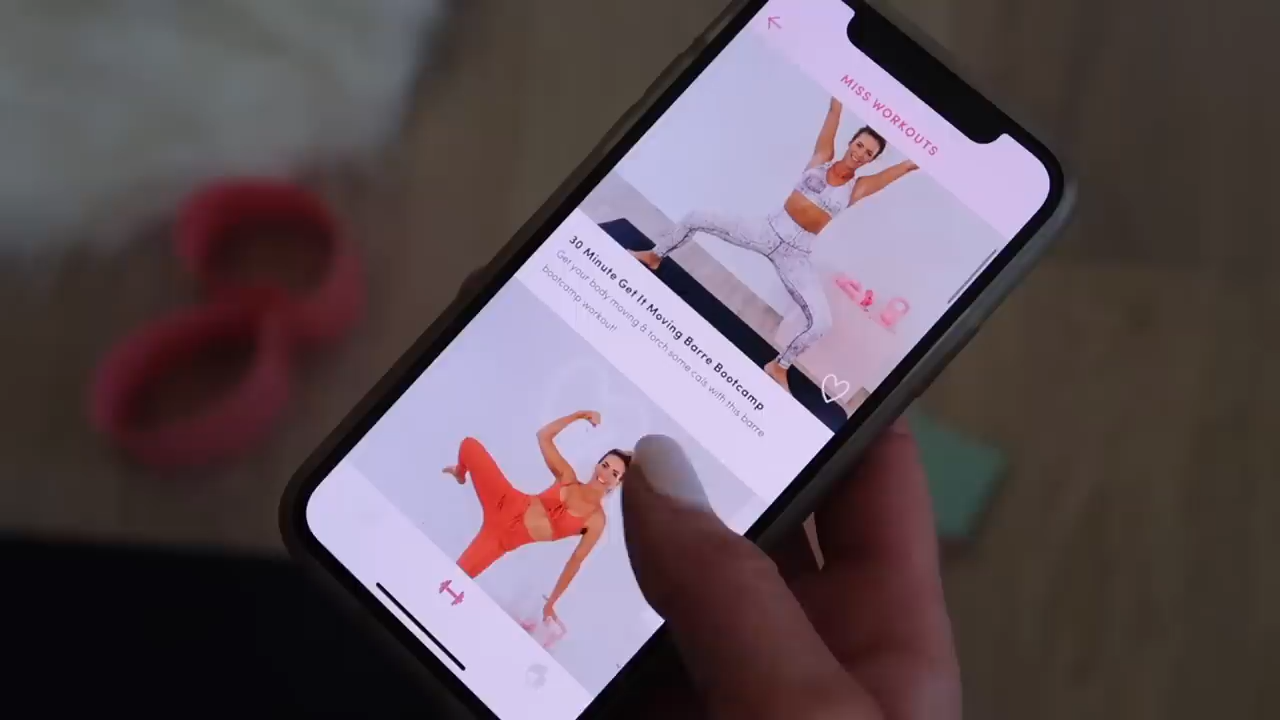 MISS WORKOUTS
30 Minute Get It Moving Barre Bootcamp
Get your body moving & torch some cals with this barre
bootcamp workout!